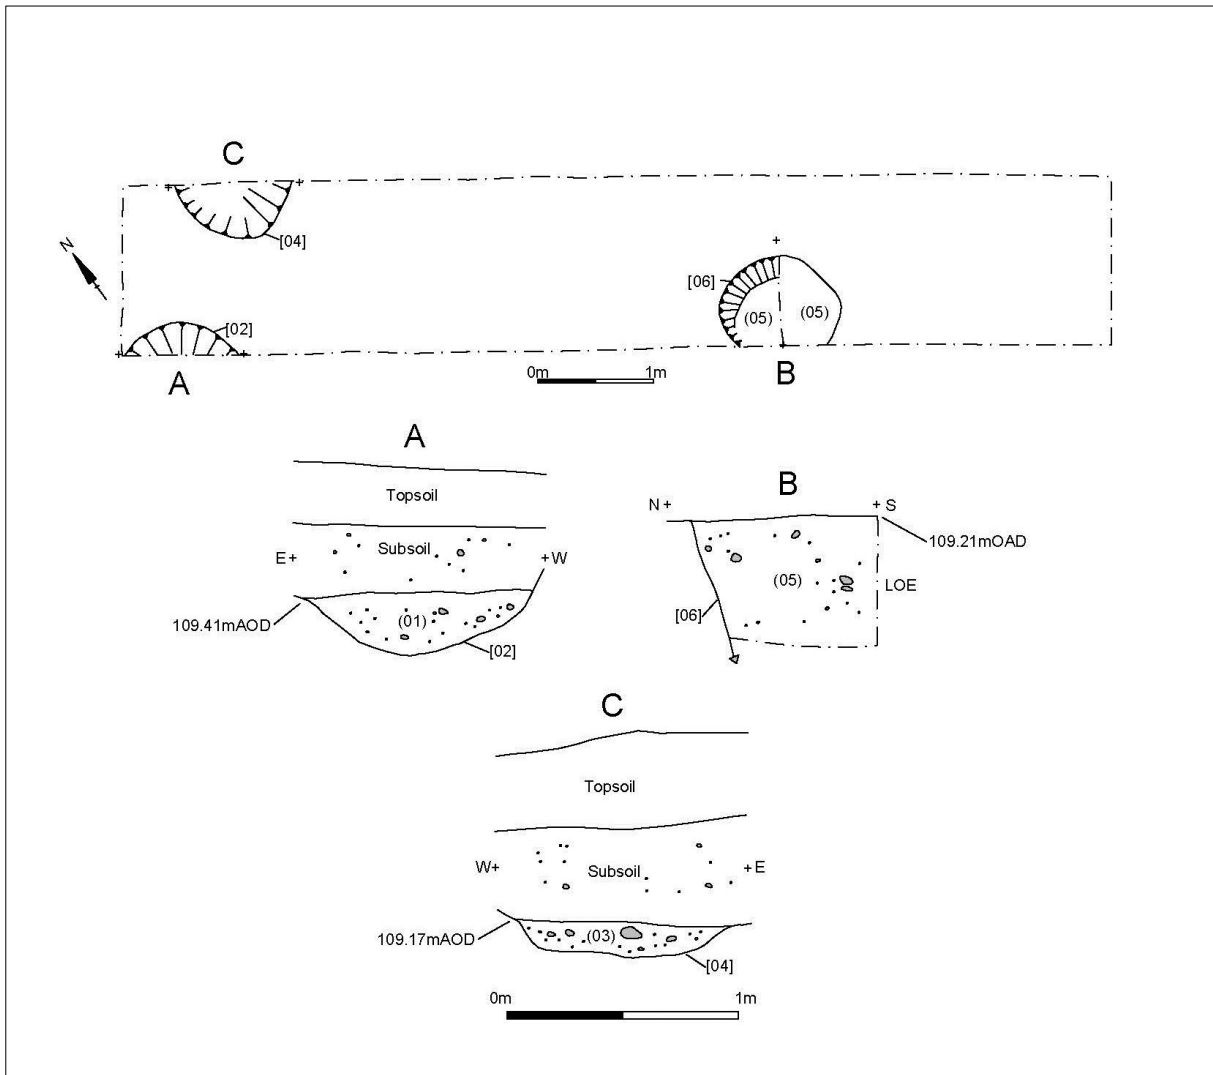 C
[04]
N
[02]
A
[06]
(05) (05)
0m 1m
B
A
Topsoil
Subsoil
E+ +W
109.41mAOD
(01)
[02]
B
N+ +S
109.21mOAD
(05)
LOE
[06]
C
Topsoil
W+ Subsoil +E
109.17mAOD
(03)
[04]
0m 1m